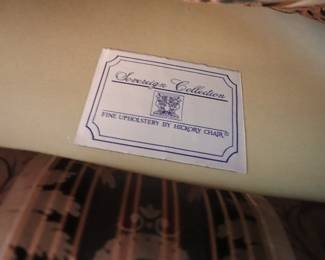 Sovereign Collection
FINE UPHOLSTERY BY HICKORY CHAIR